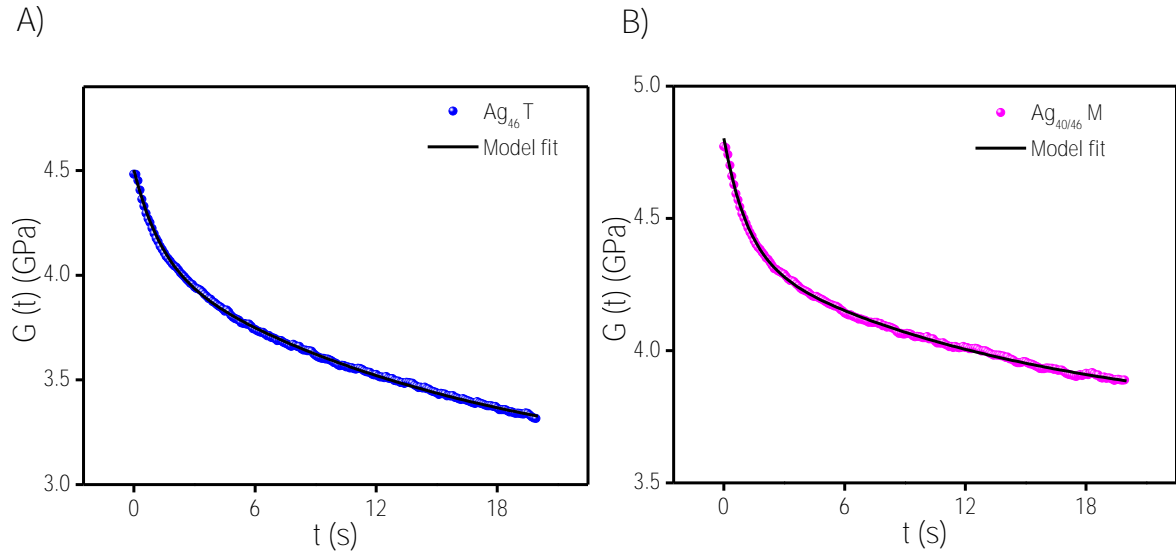 A)
B)
Ag46 T
Model fit
G (t) (GPa)
4.5
4.0
3.5
3.0
0
6
12
18
t (s)
Ag40/46 M
Model fit
G (t) (GPa)
5.0
4.5
4.0
3.5
0
6
12
18
t (s)